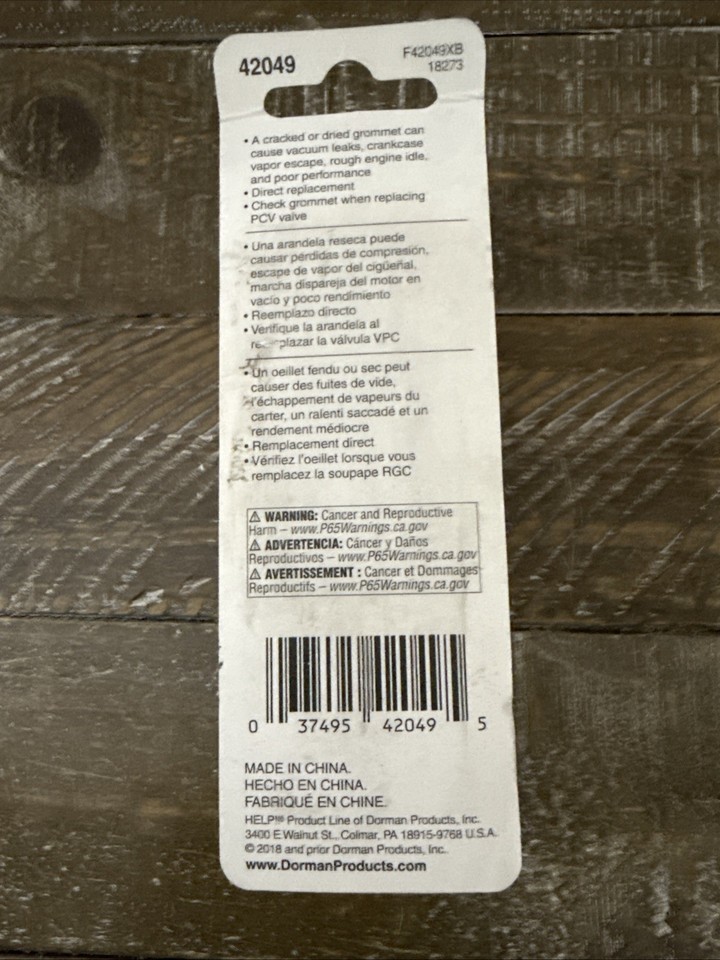 42049
F42049XB
18273
• A cracked or dried grommet can
cause vacuum leaks, crankcase
vapor escape, rough engine idle,
and poor performance
• Direct replacement
• Check grommet when replacing
PCV valve
• Una arandela reseca puede
causar pérdidas de compresión,
escape de vapor del cigüeñal,
marcha dispareja del motor en
vacío y poco rendimiento
• Reemplazo directo
• Verifique la arandela al
plazar la válvula VPC
• Un oeillet fendu ou sec peut
causer des fuites de vide,
l'échappement de vapeurs du
carter, un ralenti saccadé et un
rendement médiocre
• Remplacement direct
• Vérifiez l'oeillet lorsque vous
remplacez la soupape RGC
⚠ WARNING: Cancer and Reproductive
Harm – www.P65Warnings.ca.gov
⚠ ADVERTENCIA: Cáncer y Daños
Reproductivos – www.P65Warnings.ca.gov
⚠ AVERTISSEMENT : Cancer et Dommages
Reproductifs – www.P65Warnings.ca.gov
0 37495 42049 5
MADE IN CHINA.
HECHO EN CHINA.
FABRIQUÉ EN CHINE.
HELP!® Product Line of Dorman Products, Inc.
3400 E Walnut St., Colmar, PA 18915-9768 U.S.A.
© 2018 and prior Dorman Products, Inc.
www.DormanProducts.com